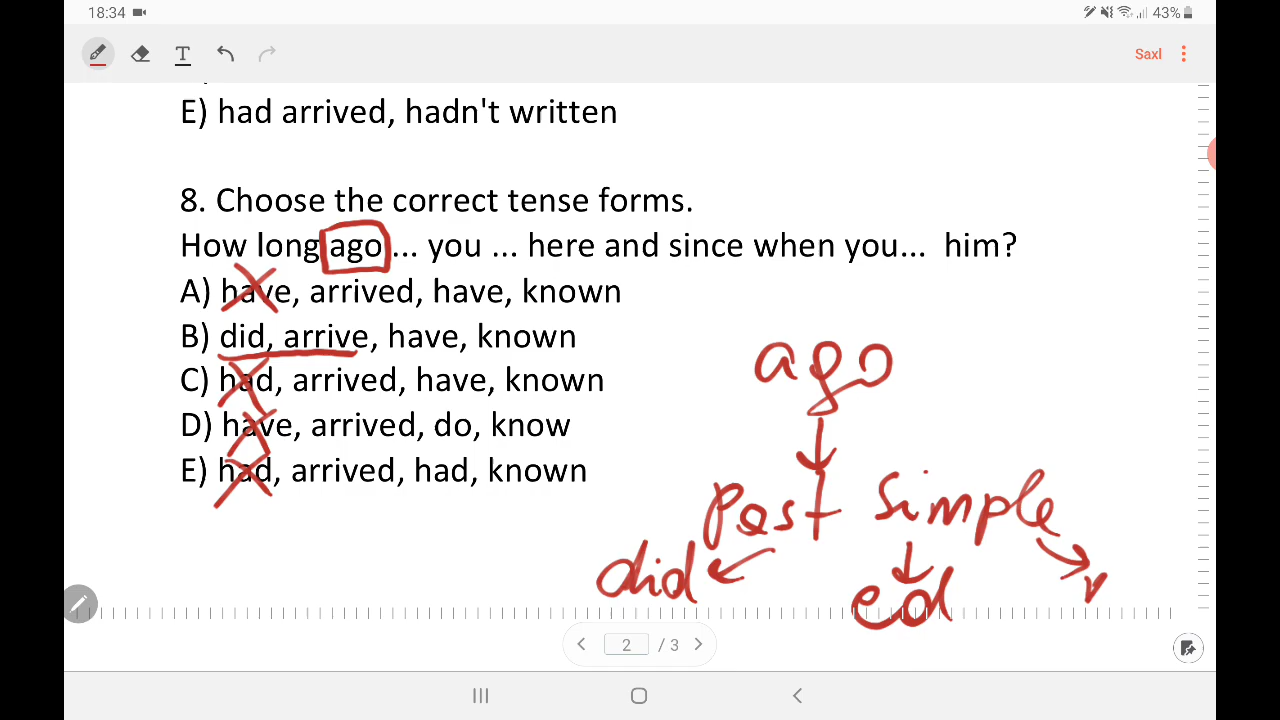 18:34
43%
T
Saxl
E) had arrived, hadn't written
8. Choose the correct tense forms.
How long ago ... you ... here and since when you... him?
A) have, arrived, have, known
B) did, arrive, have, known
C) had, arrived, have, known
D) have, arrived, do, know
E) had, arrived, had, known
ago
past simple
did ed
2 / 3